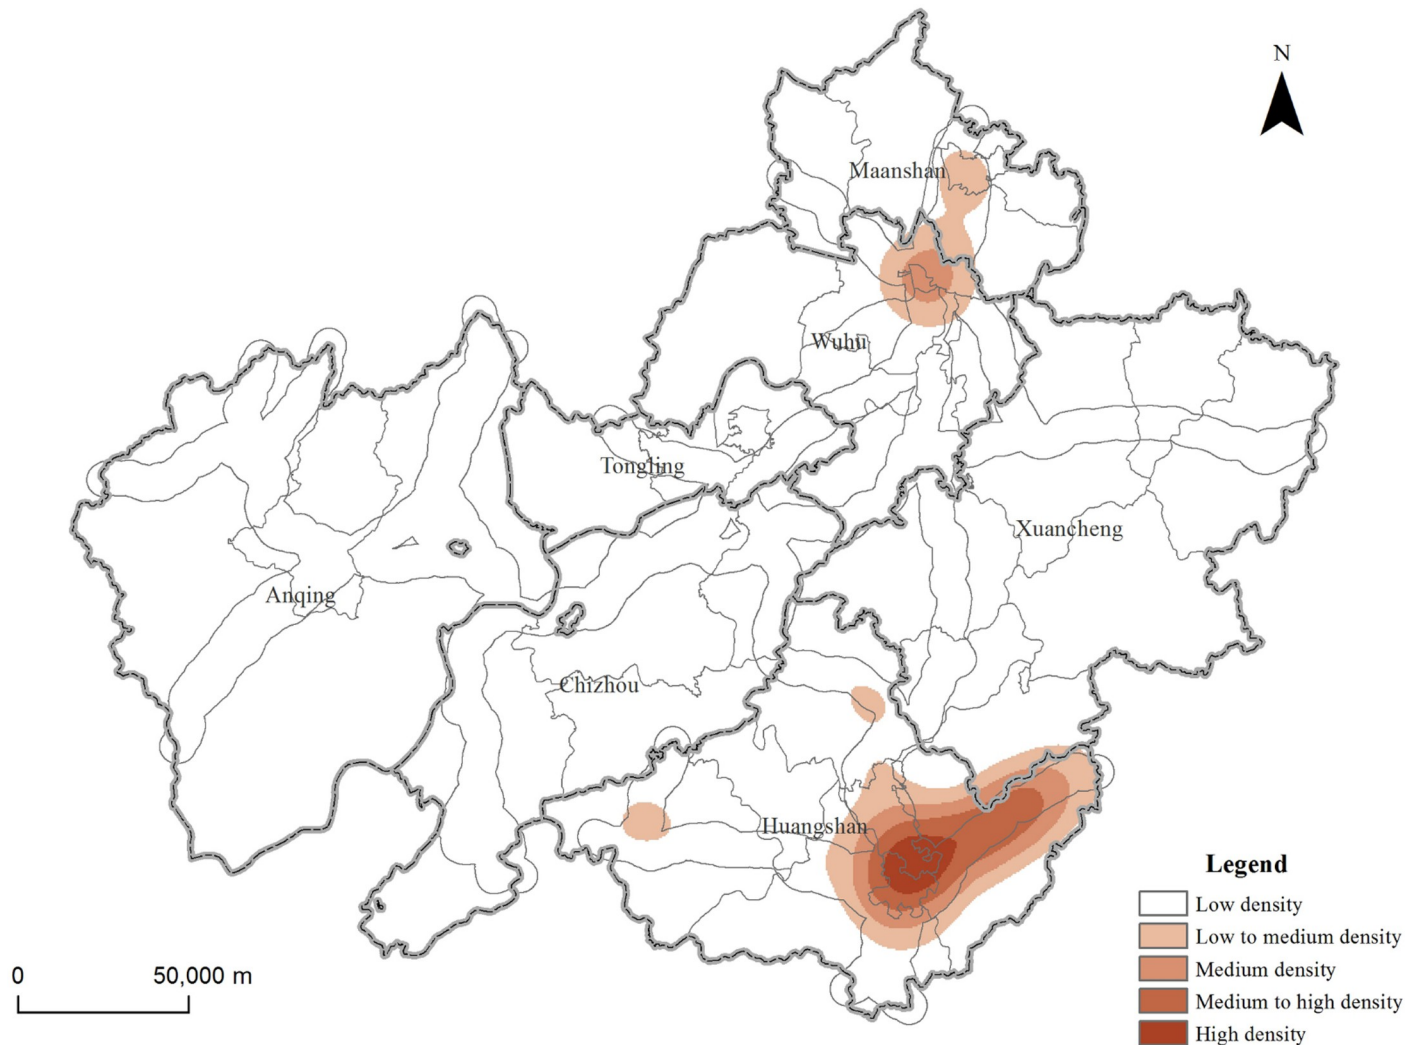 N
Maanshan
Wuhu
Tongling
Xuancheng
Anqing
Chizhou
Huangshan
Legend
Low density
Low to medium density
Medium density
Medium to high density
High density
0 50,000 m